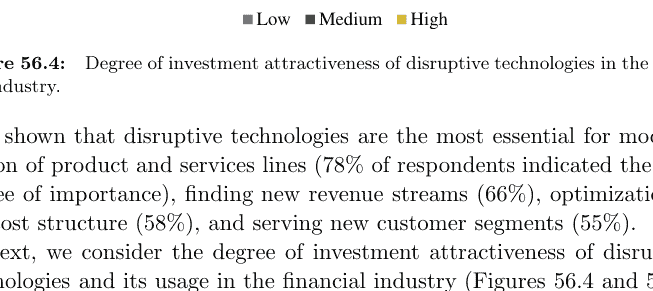 Low Medium High
re 56.4: Degree of investment attractiveness of disruptive technologies in the
ndustry.
shown that disruptive technologies are the most essential for mod
on of product and services lines (78% of respondents indicated the
ee of importance), finding new revenue streams (66%), optimizati
ost structure (58%), and serving new customer segments (55%).
ext, we consider the degree of investment attractiveness of disru
nologies and its usage in the financial industry (Figures 56.4 and 5